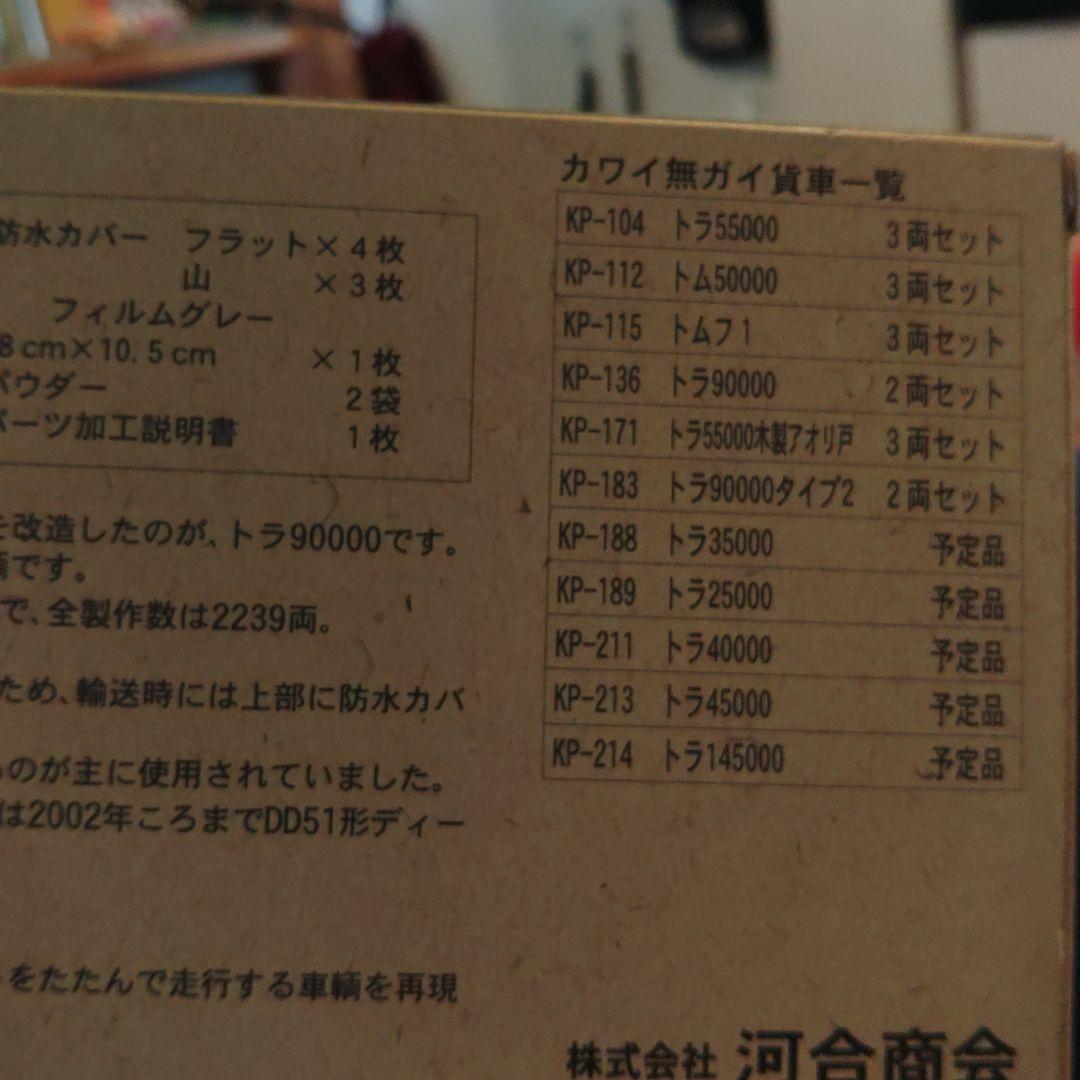 防水カバー フラット×4枚
山 ×3枚
フィルムグレー
8cm×10.5cm ×1枚
パウダー 2袋
パーツ加工説明書 1枚
を改造したのが、トラ90000です。
両です。
で、全製作数は2239両。
ため、輸送時には上部に防水カバ
ものが主に使用されていました。
は2002年ころまでDD51形ディー
をたたんで走行する車輌を再現
カワイ無ガイ貨車一覧
KP-104 トラ55000 3両セット
KP-112 トム50000 3両セット
KP-115 トムフ1 3両セット
KP-136 トラ90000 2両セット
KP-171 トラ55000木製アオリ戸 3両セット
KP-183 トラ90000タイプ2 2両セット
KP-188 トラ35000 予定品
KP-189 トラ25000 予定品
KP-211 トラ40000 予定品
KP-213 トラ45000 予定品
KP-214 トラ145000 予定品
株式会社 河合商会